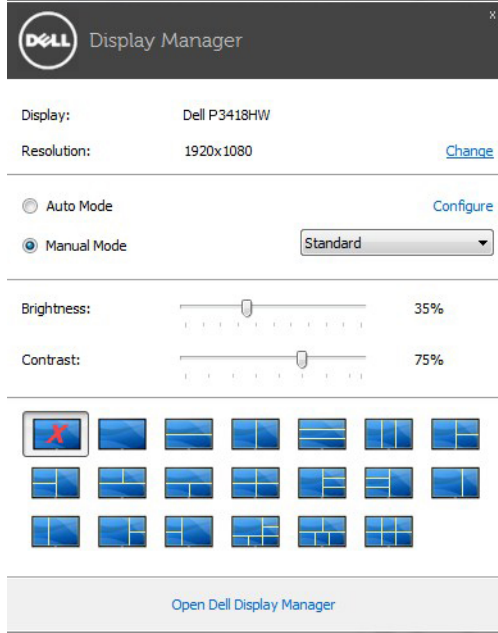 DELL Display Manager x
Display: Dell P3418HW
Resolution: 1920x1080 Change
Auto Mode Configure
Manual Mode Standard
Brightness: 35%
Contrast: 75%
X
Open Dell Display Manager